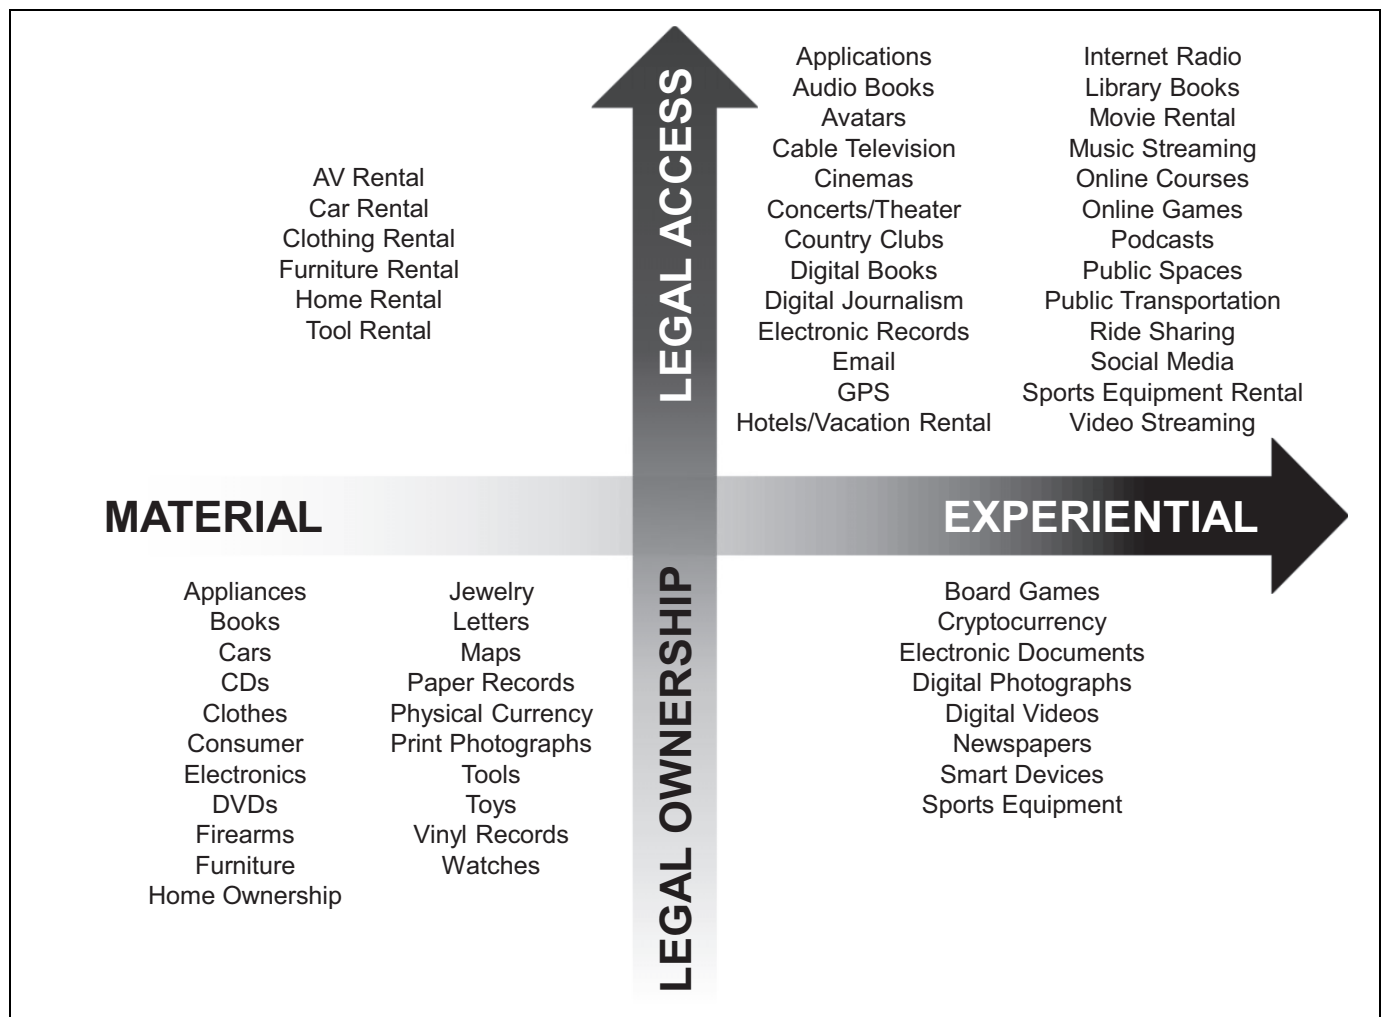 LEGAL ACCESS
AV Rental
Car Rental
Clothing Rental
Furniture Rental
Home Rental
Tool Rental
Applications
Audio Books
Avatars
Cable Television
Cinemas
Concerts/Theater
Country Clubs
Digital Books
Digital Journalism
Electronic Records
Email
GPS
Hotels/Vacation Rental
Internet Radio
Library Books
Movie Rental
Music Streaming
Online Courses
Online Games
Podcasts
Public Spaces
Public Transportation
Ride Sharing
Social Media
Sports Equipment Rental
Video Streaming
MATERIAL
EXPERIENTIAL
Appliances
Books
Cars
CDs
Clothes
Consumer
Electronics
DVDs
Firearms
Furniture
Home Ownership
Jewelry
Letters
Maps
Paper Records
Physical Currency
Print Photographs
Tools
Toys
Vinyl Records
Watches
LEGAL OWNERSHIP
Board Games
Cryptocurrency
Electronic Documents
Digital Photographs
Digital Videos
Newspapers
Smart Devices
Sports Equipment